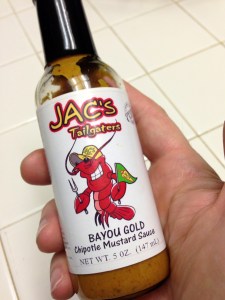 JAC's
Tailgaters
BAYOU GOLD
Chipotle Mustard Sauce
NET WT. 5 OZ. (147 mL)